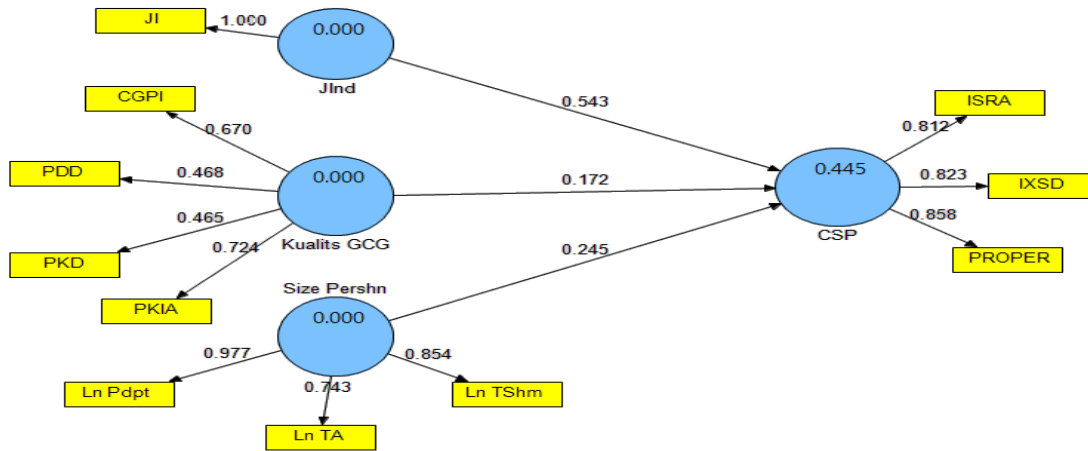 JI
1.000
0.000
JInd
CGPI
0.670
0.543
ISRA
0.812
PDD
0.468
0.000
0.172
0.445
0.823
IXSD
0.465
0.858
PKD
0.724
Kualits GCG
0.245
CSP
PROPER
PKIA
Size Pershn
0.000
0.977
0.854
Ln Pdpt
0.743
Ln TShm
Ln TA